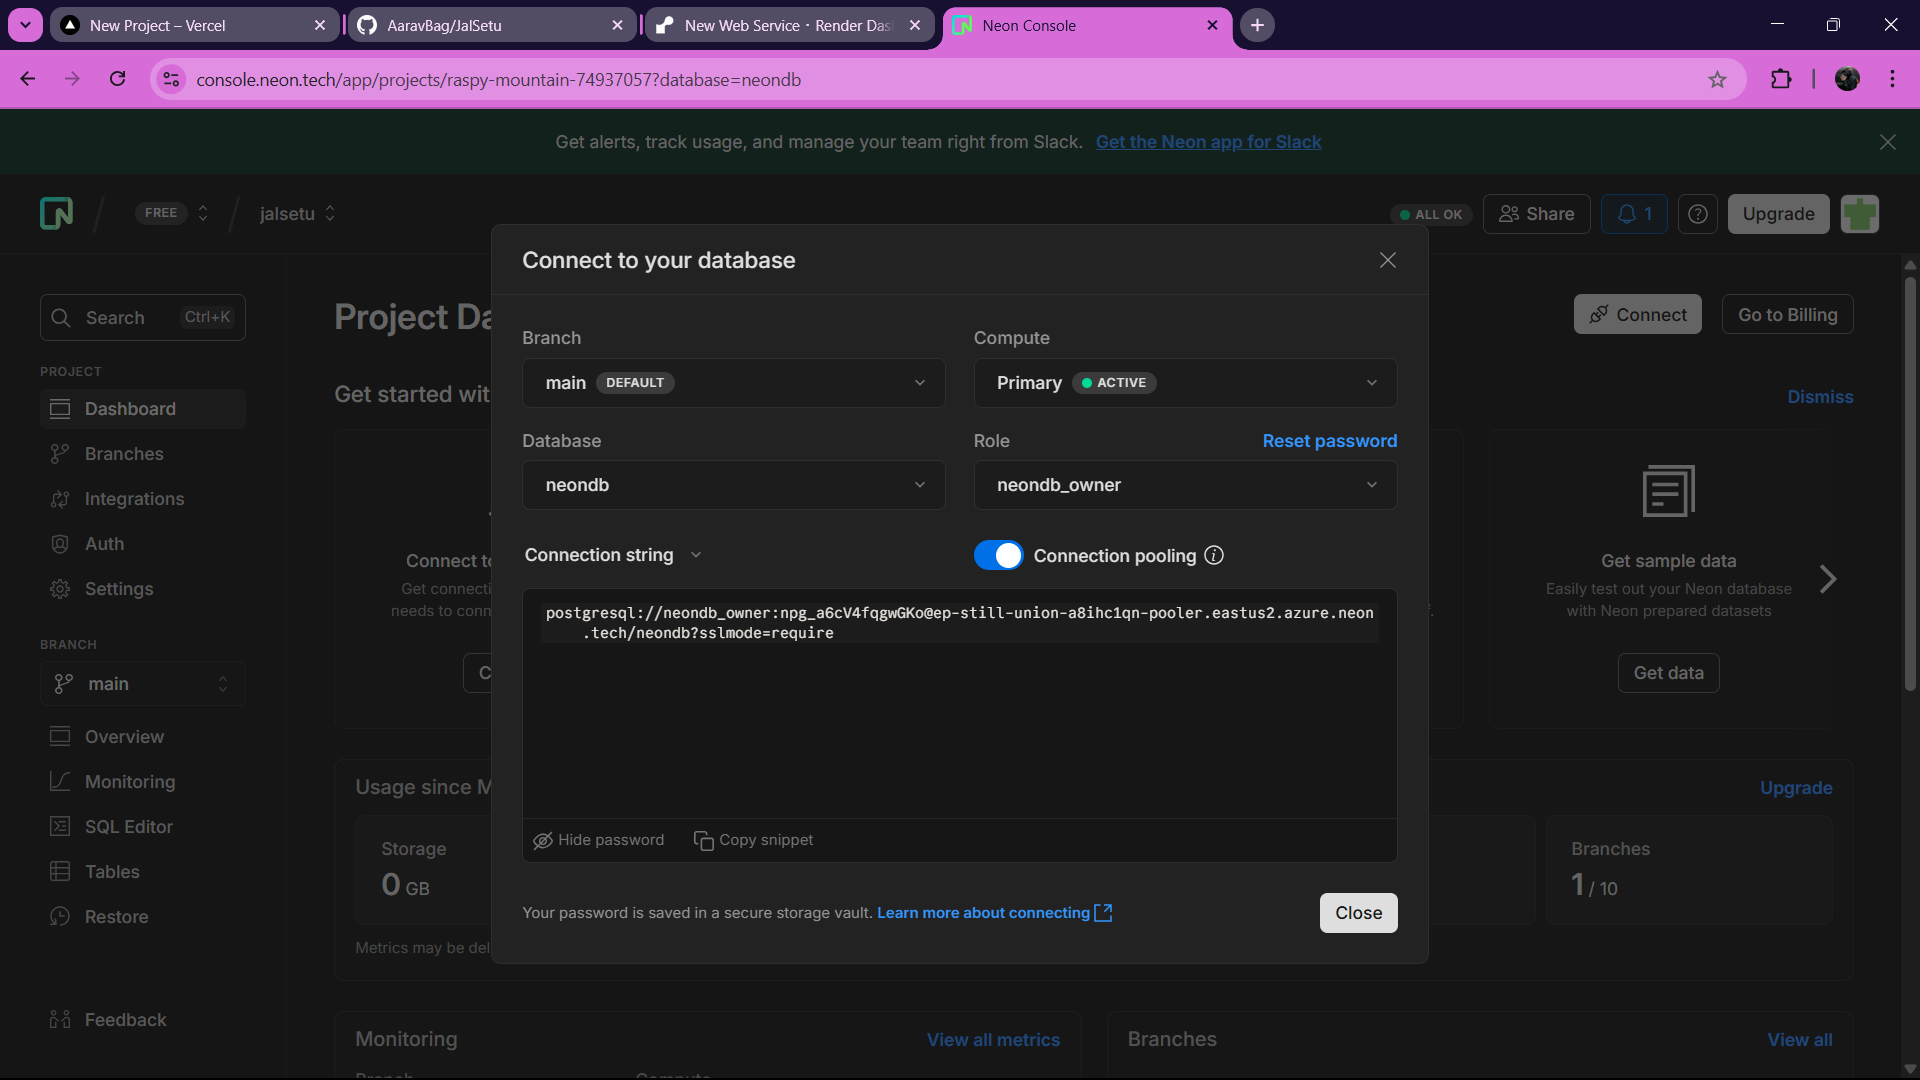 New Project – Vercel
AaravBag/JalSetu
New Web Service · Render Das
Neon Console
console.neon.tech/app/projects/raspy-mountain-74937057?database=neondb
Get alerts, track usage, and manage your team right from Slack. Get the Neon app for Slack
FREE
jalsetu
ALL OK
Share
1
Upgrade
Connect to your database
Search Ctrl+K
Project Da
Connect
Go to Billing
Branch
Compute
main DEFAULT
Primary ACTIVE
PROJECT
Get started wit
Dismiss
Dashboard
Branches
Integrations
Auth
Settings
Database
Role
Reset password
neondb
neondb_owner
Connection string
Connection pooling
Connect to
Get connecti
needs to conn
Get sample data
Easily test out your Neon database
with Neon prepared datasets
Get data
postgresql://neondb_owner:npg_a6cV4fqgwGKo@ep-still-union-a8ihc1qn-pooler.eastus2.azure.neon
.tech/neondb?sslmode=require
BRANCH
main
C
Overview
Monitoring
SQL Editor
Tables
Restore
Usage since M
Upgrade
Storage
0 GB
Branches
1 / 10
Metrics may be del
Hide password
Copy snippet
Your password is saved in a secure storage vault. Learn more about connecting
Close
Feedback
Monitoring
View all metrics
Branches
View all